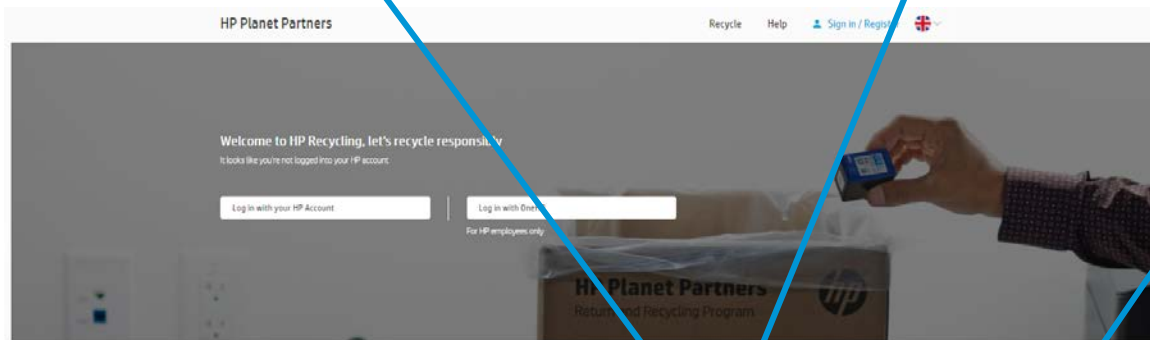 HP Planet Partners
Recycle Help Sign in / Regist
Welcome to HP Recycling, let's recycle responsibly
It looks like you're not logged into your HP account
Log in with your HP Account
Log in with One
For HP employees only
HP Planet Partners
Return and Recycling Program
hp